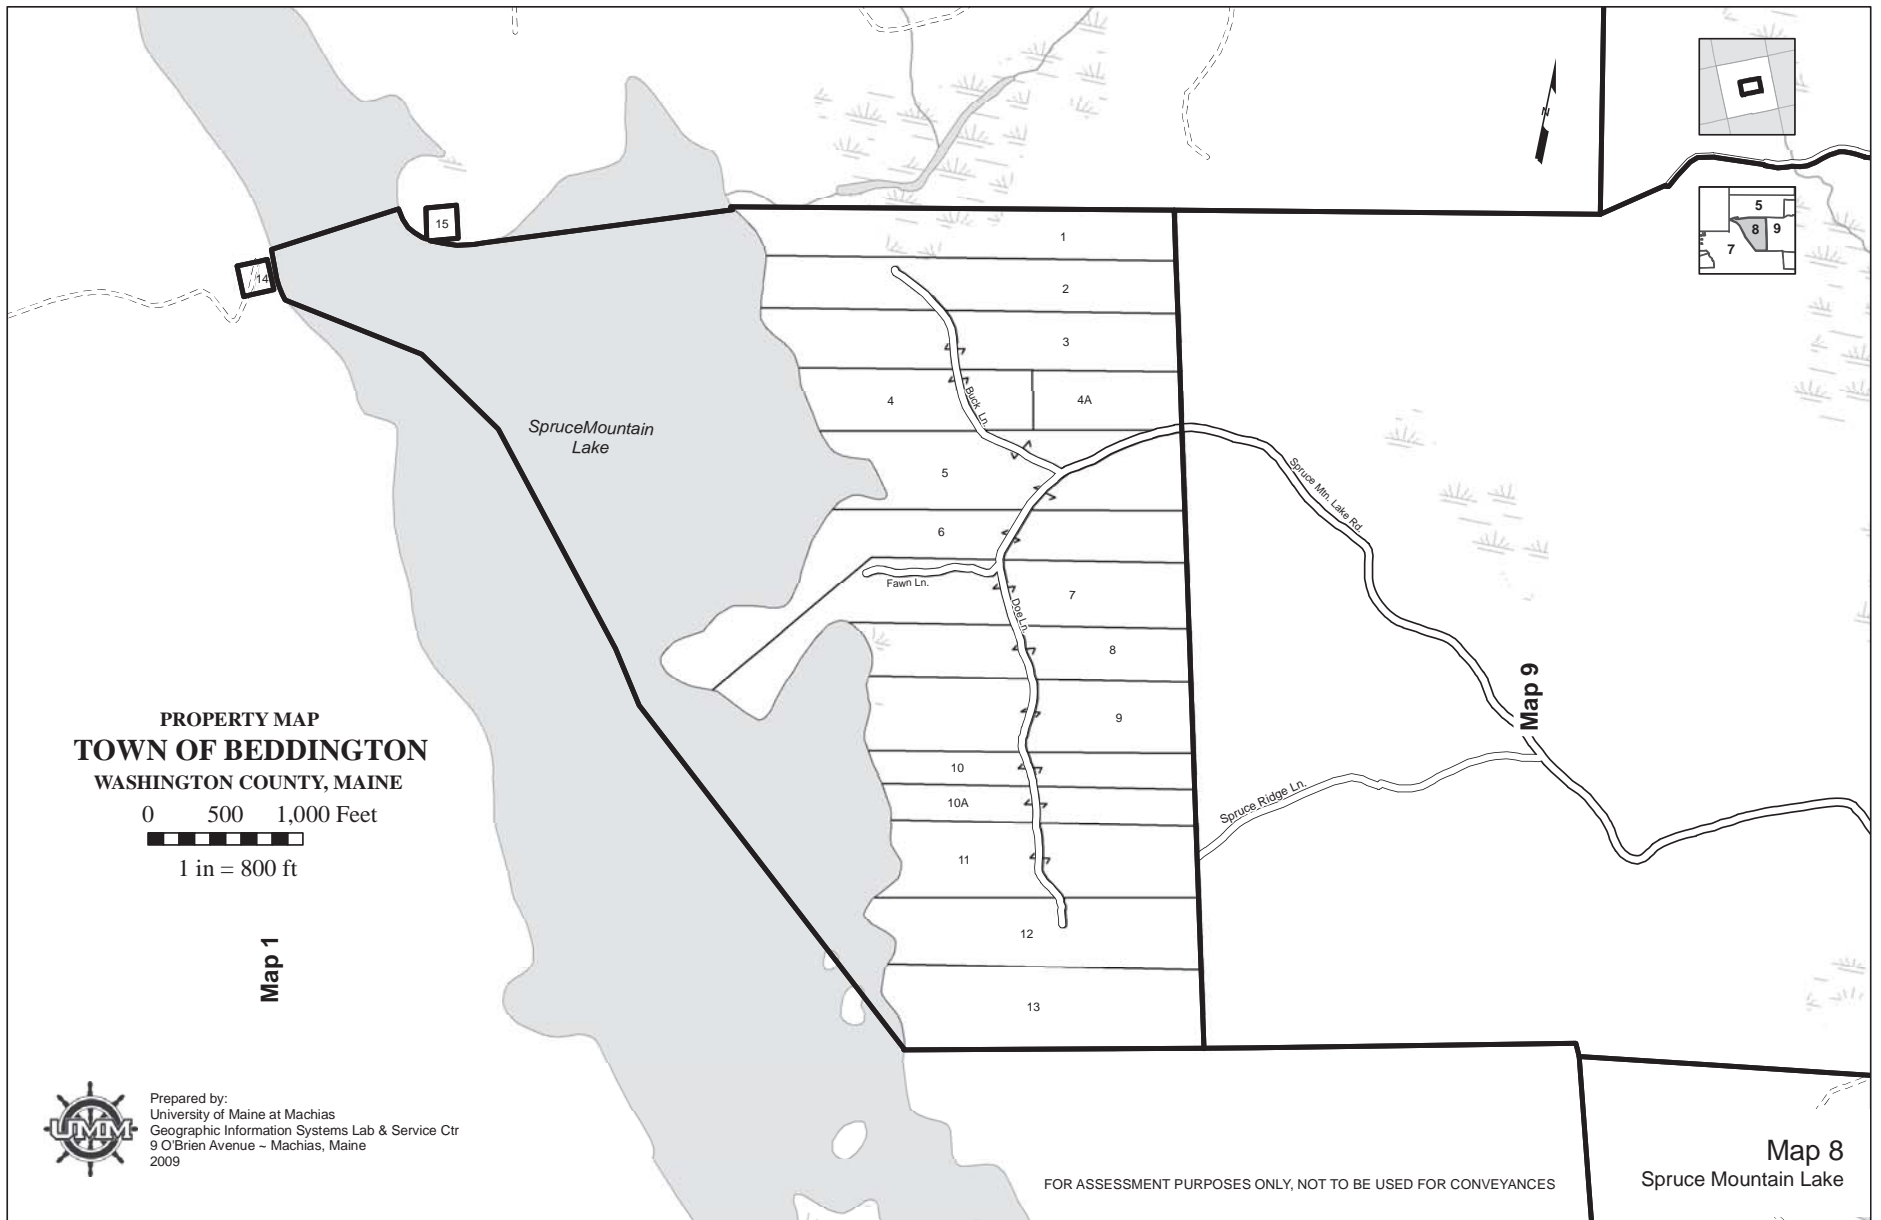 N
5
8
9
7
15
14
1
2
3
4
4A
Buck Ln.
SpruceMountain
Lake
5
Spruce Mtn. Lake Rd.
6
Fawn Ln.
7
DoeLn.
8
9
Map 9
10
10A
Spruce Ridge Ln.
11
12
13
PROPERTY MAP
TOWN OF BEDDINGTON
WASHINGTON COUNTY, MAINE
0 500 1,000 Feet
1 in = 800 ft
Map 1
UMM
Prepared by:
University of Maine at Machias
Geographic Information Systems Lab & Service Ctr
9 O'Brien Avenue ~ Machias, Maine
2009
FOR ASSESSMENT PURPOSES ONLY, NOT TO BE USED FOR CONVEYANCES
Map 8
Spruce Mountain Lake